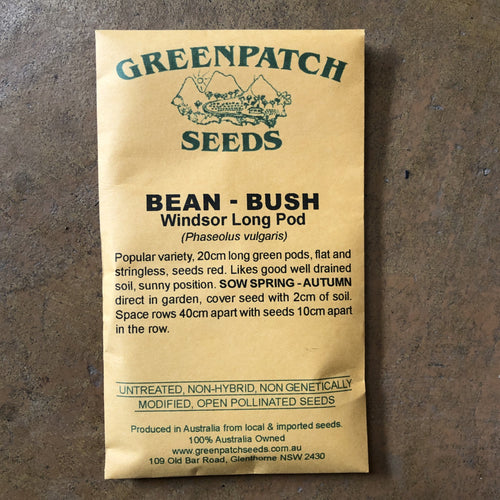 GREENPATCH
SEEDS
BEAN - BUSH
Windsor Long Pod
(Phaseolus vulgaris)
Popular variety, 20cm long green pods, flat and
stringless, seeds red. Likes good well drained
soil, sunny position. SOW SPRING - AUTUMN
direct in garden, cover seed with 2cm of soil.
Space rows 40cm apart with seeds 10cm apart
in the row.
UNTREATED, NON-HYBRID, NON GENETICALLY
MODIFIED, OPEN POLLINATED SEEDS
Produced in Australia from local & imported seeds.
100% Australia Owned
www.greenpatchseeds.com.au
109 Old Bar Road, Glenthorne NSW 2430